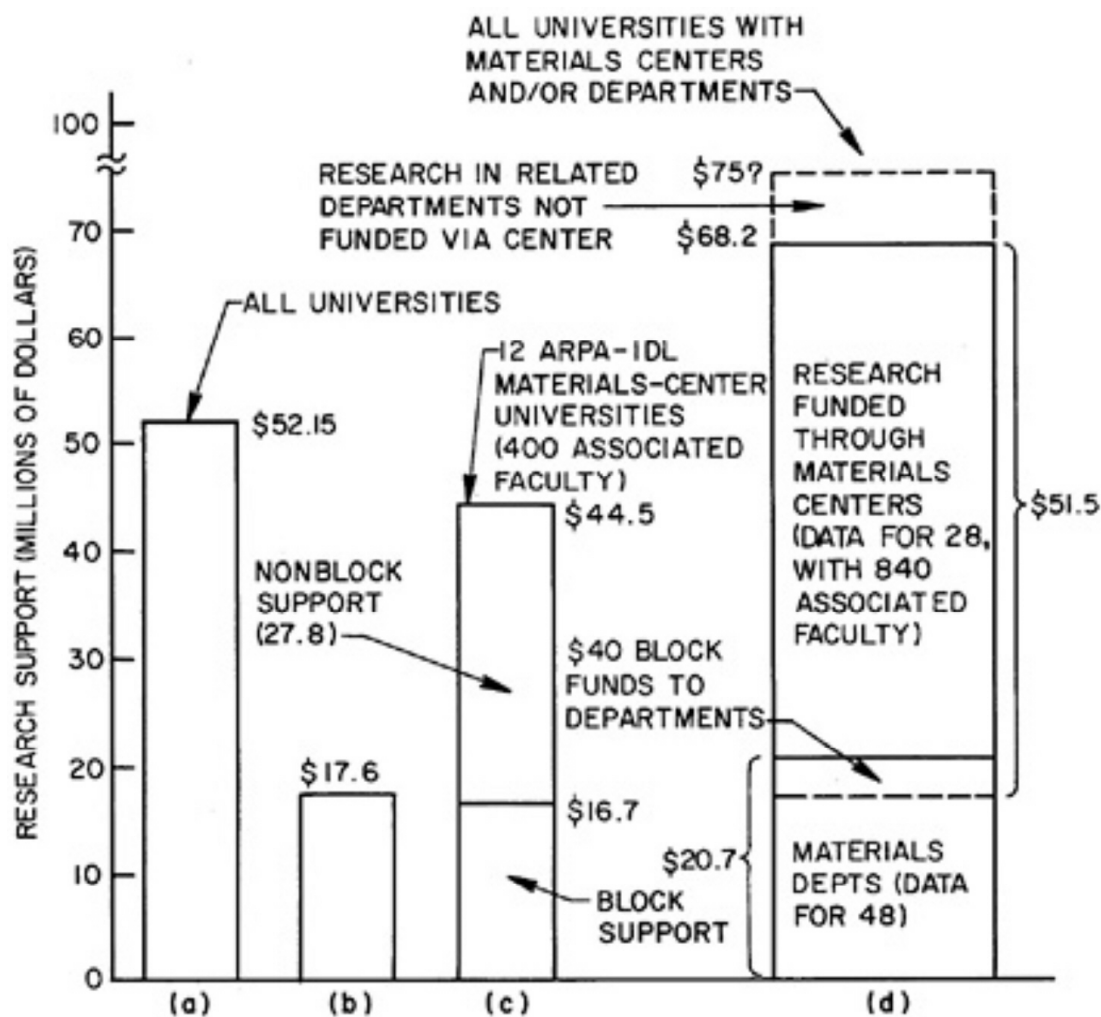 ALL UNIVERSITIES WITH
MATERIALS CENTERS
AND/OR DEPARTMENTS
RESEARCH IN RELATED
DEPARTMENTS NOT
FUNDED VIA CENTER
$75?
$68.2
100
70
60
50
40
30
20
10
0
RESEARCH SUPPORT (MILLIONS OF DOLLARS)
ALL UNIVERSITIES
$52.15
$17.6
12 ARPA-IDL
MATERIALS-CENTER
UNIVERSITIES
(400 ASSOCIATED
FACULTY)
$44.5
NONBLOCK
SUPPORT
(27.8)
$40 BLOCK
FUNDS TO
DEPARTMENTS
$16.7
BLOCK
SUPPORT
RESEARCH
FUNDED
THROUGH
MATERIALS
CENTERS
(DATA FOR 28,
WITH 840
ASSOCIATED
FACULTY)
$51.5
$20.7
MATERIALS
DEPTS (DATA
FOR 48)
(a)
(b)
(c)
(d)